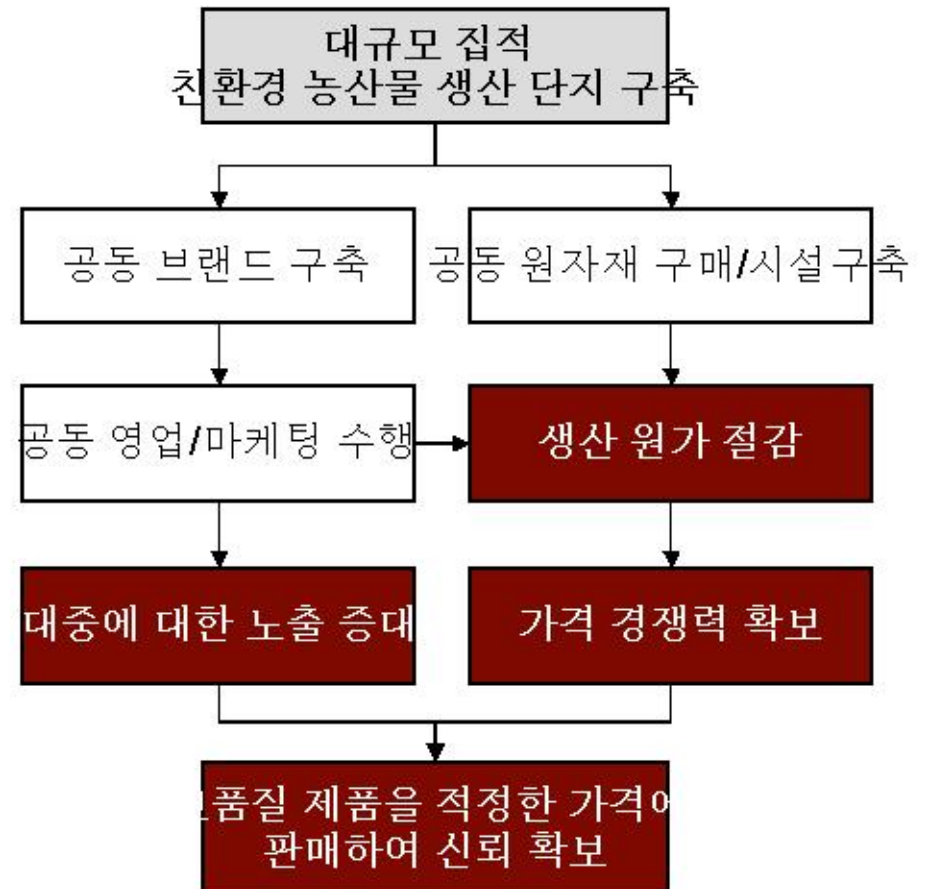 대규모 집적
친환경 농산물 생산 단지 구축
공동 브랜드 구축
공동 원자재 구매/시설구축
공동 영업/마케팅 수행
생산 원가 절감
대중에 대한 노출 증대
가격 경쟁력 확보
품질 제품을 적정한 가격에
판매하여 신뢰 확보